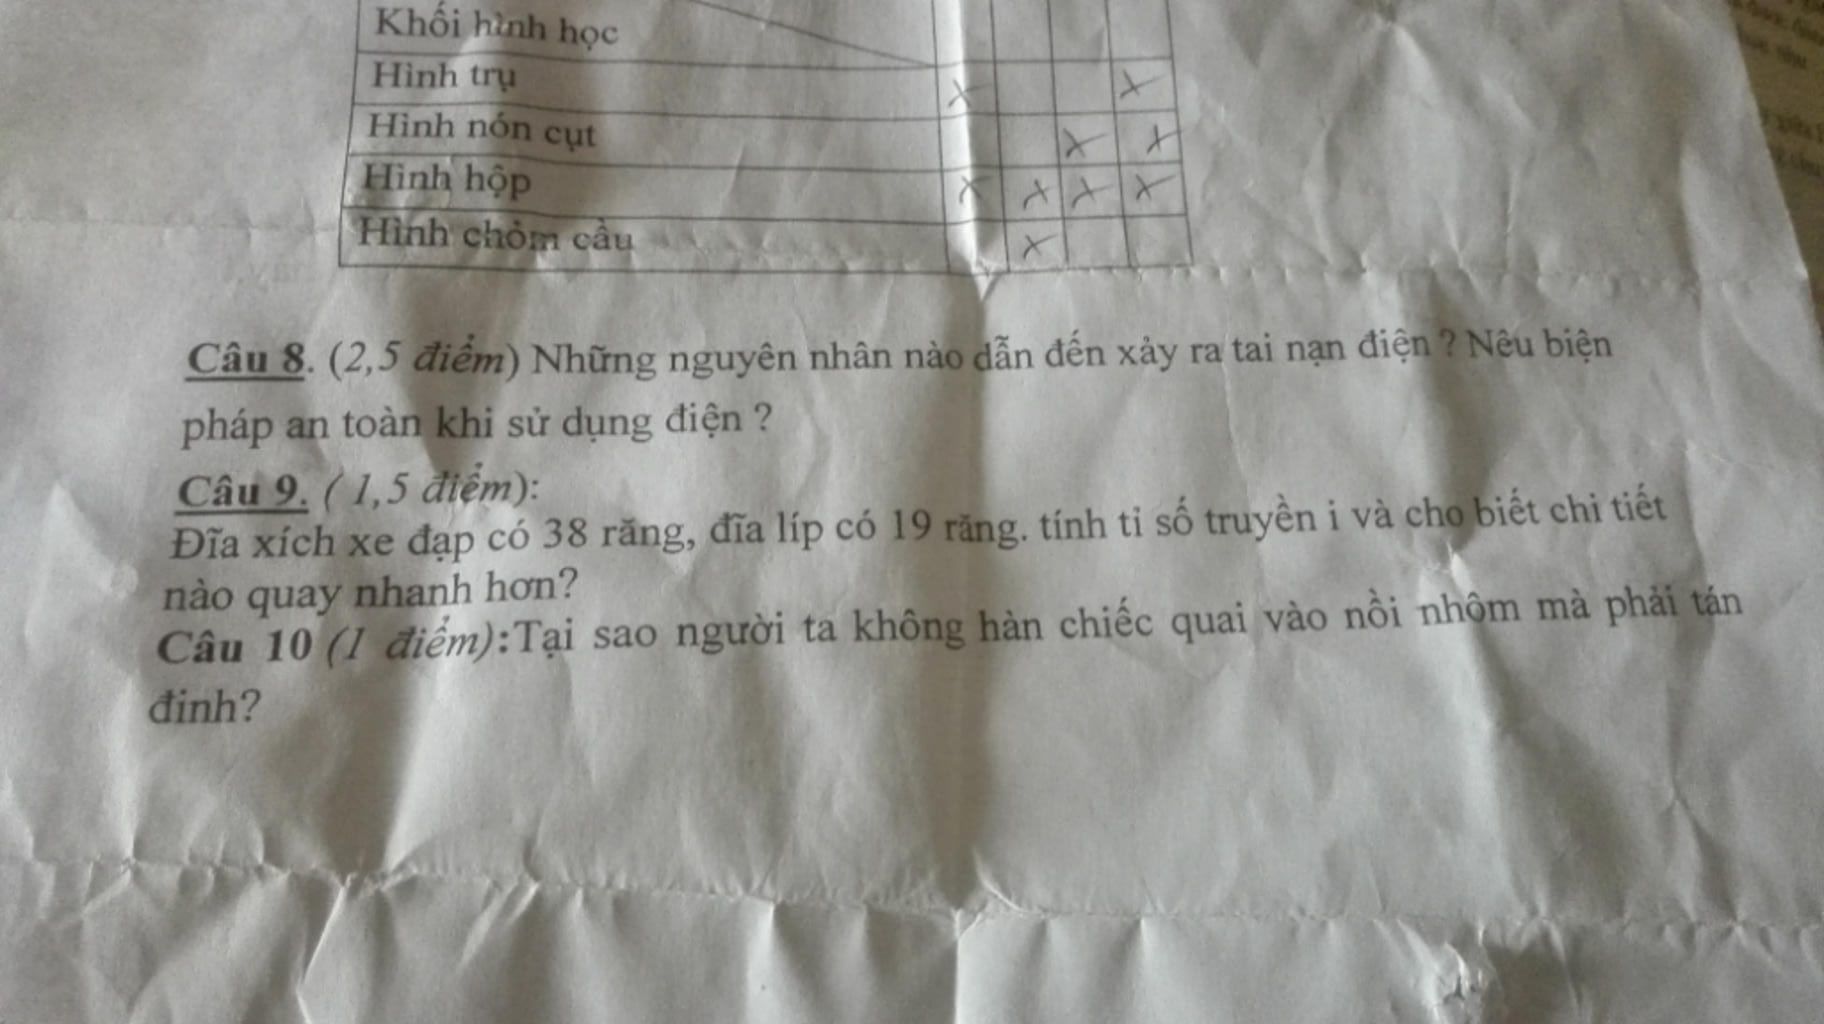 Khối hình học
Hình trụ x x
Hình nón cụt x x
Hình hộp x x x x
Hình chỏm cầu x
Câu 8. (2,5 điểm) Những nguyên nhân nào dẫn đến xảy ra tai nạn điện ? Nêu biện
pháp an toàn khi sử dụng điện ?
Câu 9. ( 1,5 điểm):
Đĩa xích xe đạp có 38 răng, đĩa líp có 19 răng. tính tỉ số truyền i và cho biết chi tiết
nào quay nhanh hơn?
Câu 10 (1 điểm):Tại sao người ta không hàn chiếc quai vào nồi nhôm mà phải tán
đinh?